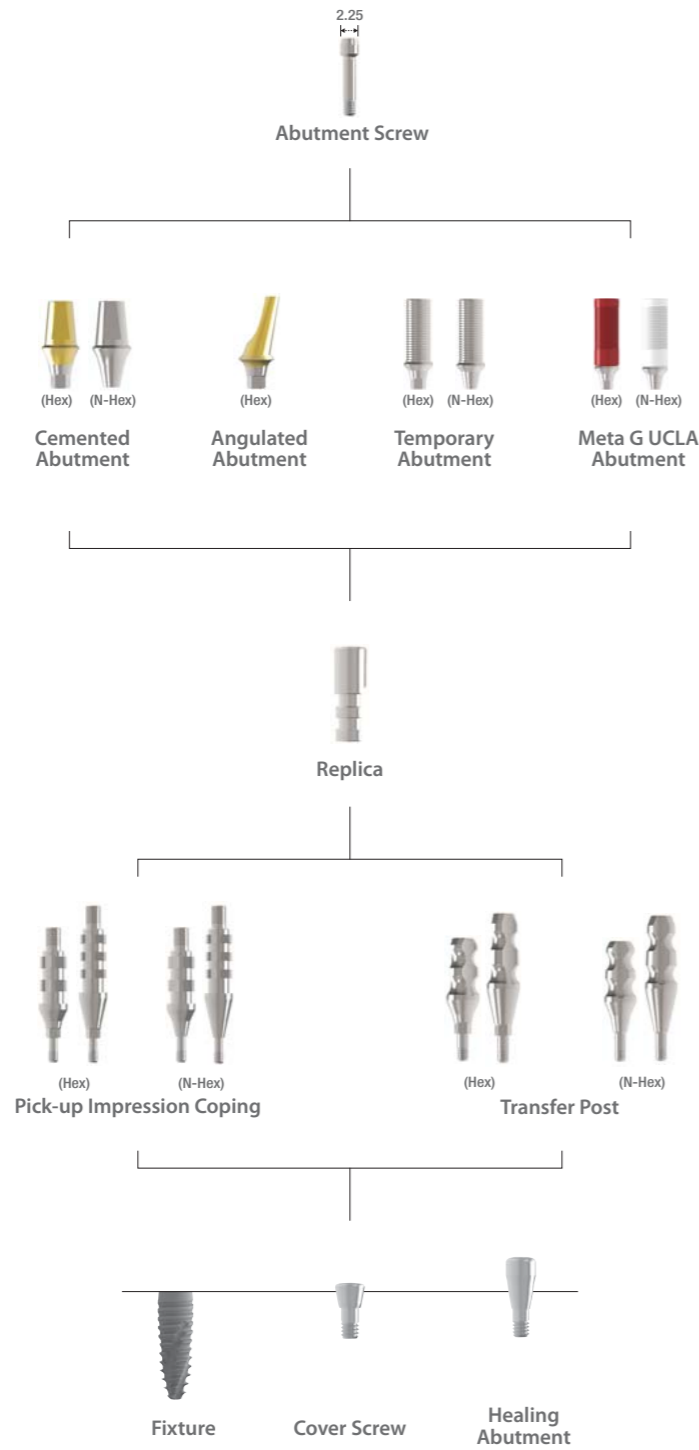 2.25
Abutment Screw
(Hex) (N-Hex)
Cemented
Abutment
(Hex)
Angulated
Abutment
(Hex) (N-Hex)
Temporary
Abutment
(Hex) (N-Hex)
Meta G UCLA
Abutment
Replica
(Hex) (N-Hex)
Pick-up Impression Coping
(Hex) (N-Hex)
Transfer Post
Fixture
Cover Screw
Healing
Abutment